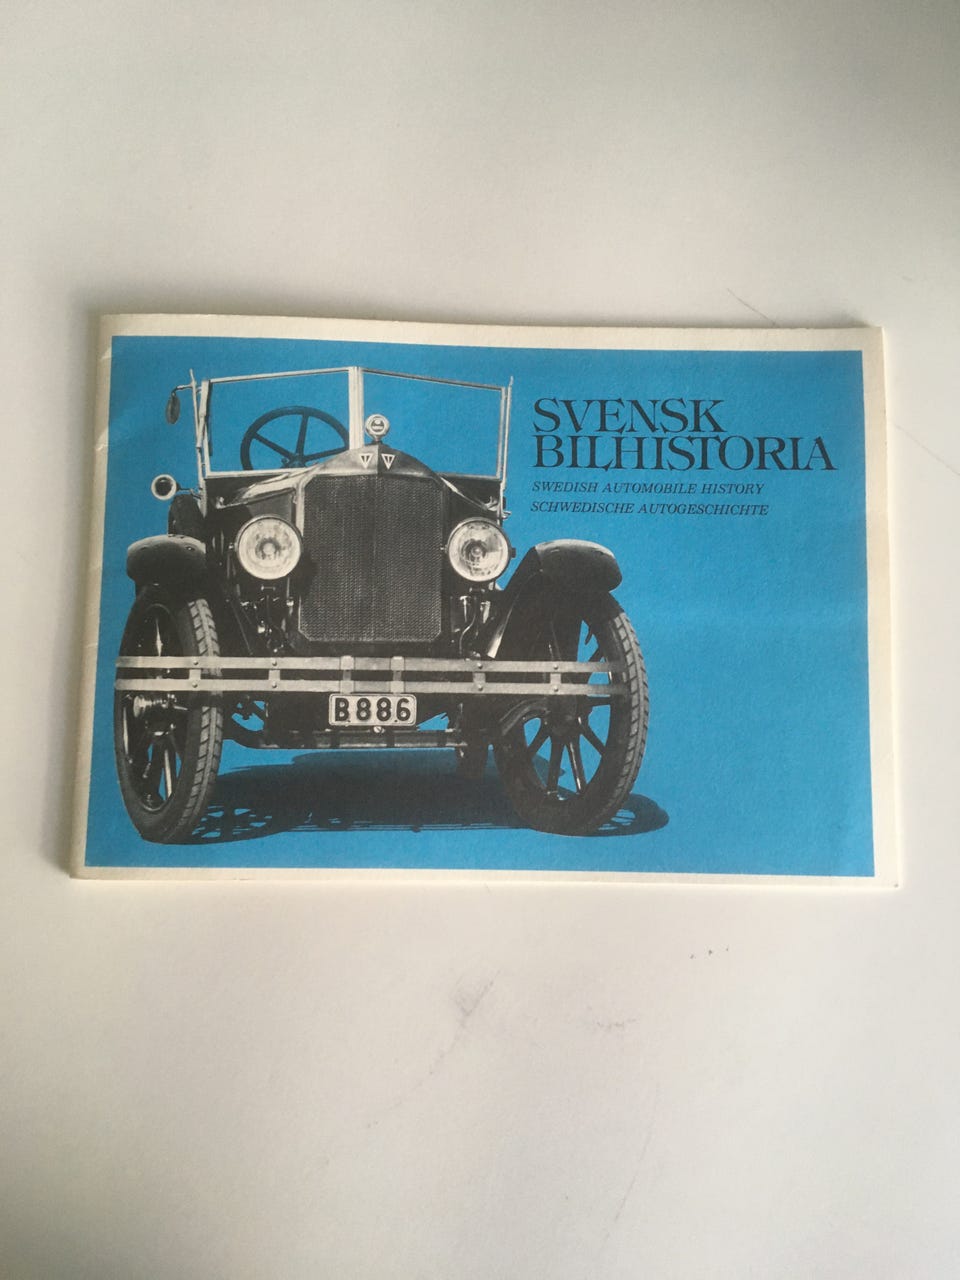 SVENSK
BILHISTORIA
SWEDISH AUTOMOBILE HISTORY
SCHWEDISCHE AUTOGESCHICHTE
B886